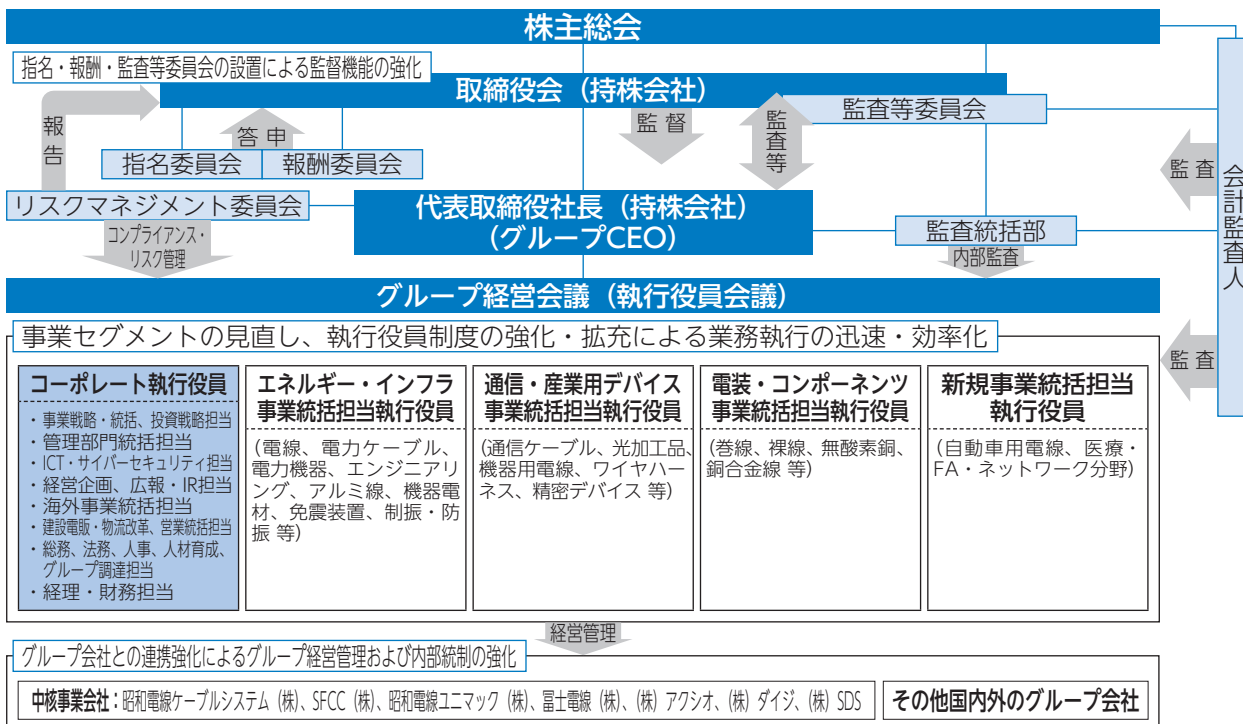 株主総会
指名・報酬・監査等委員会の設置による監督機能の強化
取締役会（持株会社）
監査等委員会
報告
答申
監督
監査等
指名委員会
報酬委員会
監査
会計監査人
リスクマネジメント委員会
代表取締役社長（持株会社）
（グループCEO）
監査統括部
コンプライアンス・
リスク管理
内部監査
グループ経営会議（執行役員会議）
事業セグメントの見直し、執行役員制度の強化・拡充による業務執行の迅速・効率化
監査
コーポレート執行役員
・事業戦略・統括、投資戦略担当
・管理部門統括担当
・ICT・サイバーセキュリティ担当
・経営企画、広報・IR担当
・海外事業統括担当
・建設電販・物流改革、営業統括担当
・総務、法務、人事、人材育成、
グループ調達担当
・経理・財務担当
エネルギー・インフラ
事業統括担当執行役員
(電線、電力ケーブル、
電力機器、エンジニアリ
ング、アルミ線、機器電
材、免震装置、制振・防
振 等)
通信・産業用デバイス
事業統括担当執行役員
(通信ケーブル、光加工品、
機器用電線、ワイヤハー
ネス、精密デバイス 等)
電装・コンポーネンツ
事業統括担当執行役員
(巻線、裸線、無酸素銅、
銅合金線 等)
新規事業統括担当
執行役員
(自動車用電線、医療・
FA・ネットワーク分野)
経営管理
グループ会社との連携強化によるグループ経営管理および内部統制の強化
中核事業会社：昭和電線ケーブルシステム（株)、SFCC（株)、昭和電線ユニマック（株)、冨士電線（株)、(株）アクシオ、(株）ダイジ、(株）SDS
その他国内外のグループ会社